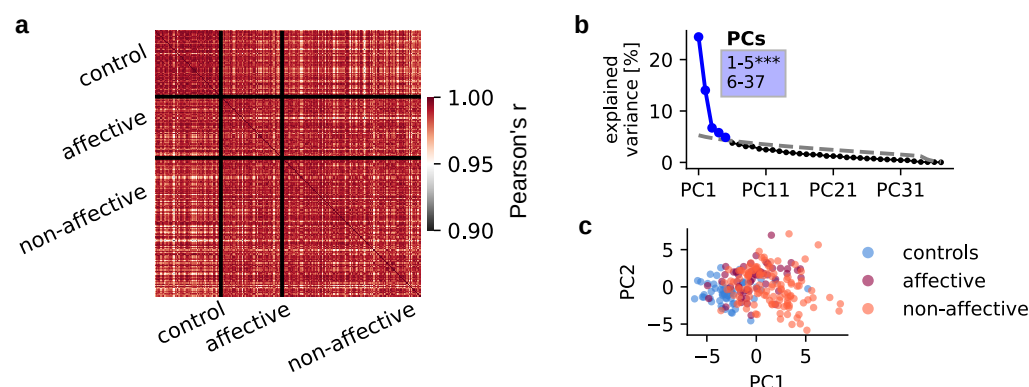 a
control
affective
non-affective
control
affective
non-affective
1.00
0.95
0.90
Pearson's r
b
explained
variance [%]
20
10
0
PCs
1-5***
6-37
PC1
PC11
PC21
PC31
c
PC2
5
0
−5
−5
0
5
PC1
controls
affective
non-affective